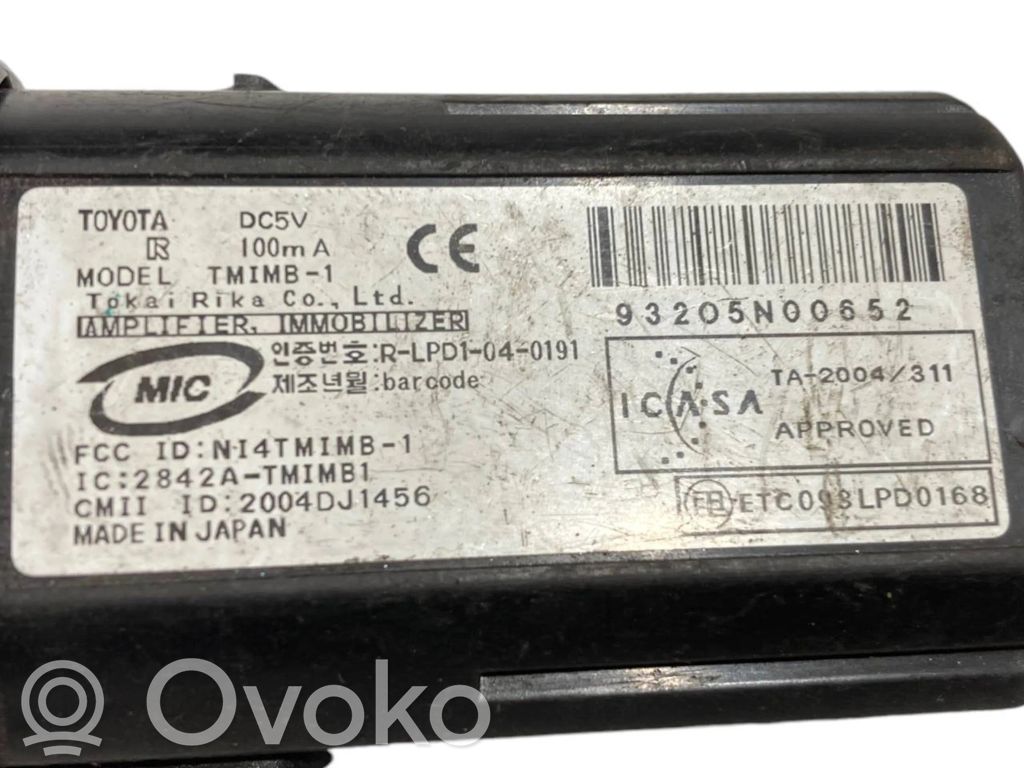 TOYOTA DC5V
R 100mA
MODEL TMIMB-1
Tokai Rika Co., Ltd.
AMPLIFIER, IMMOBILIZER
MIC
인증번호:R-LPD1-04-0191
제조년월:barcode
FCC ID:NI4TMIMB-1
IC:2842A-TMIMB1
CMII ID:2004DJ1456
MADE IN JAPAN
CE
93205N00652
ICASA
TA-2004/311
APPROVED
ETC093LPD0168
Ovoko